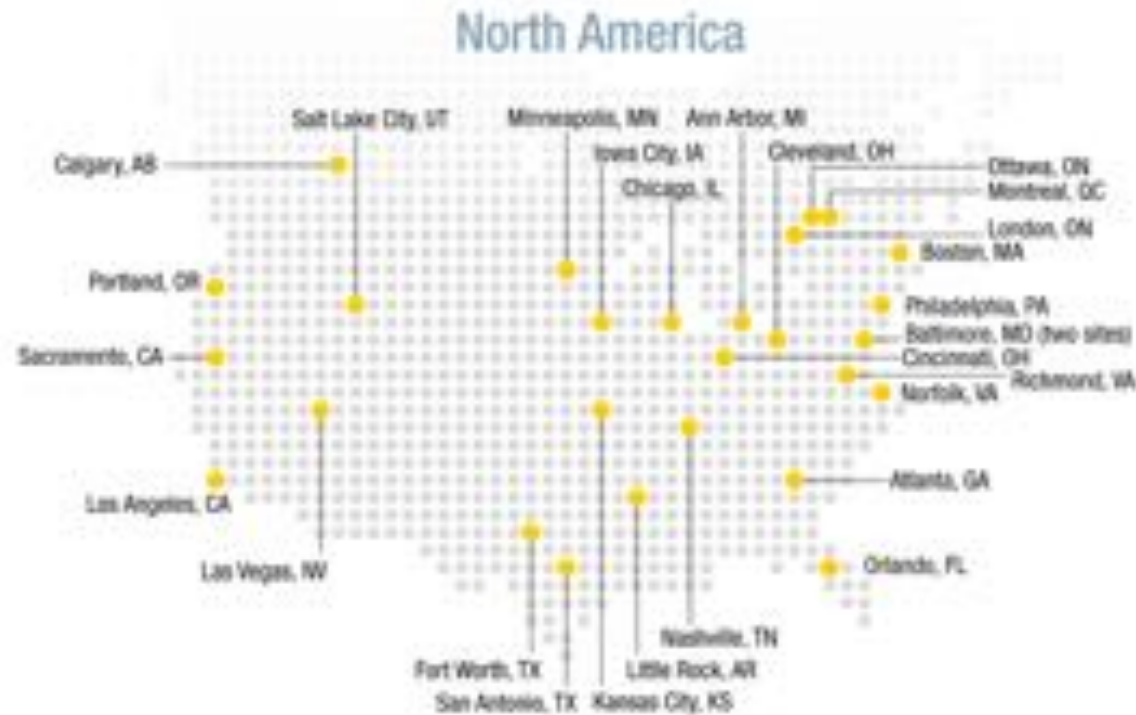 North America
Salt Lake City, UT
Minneapolis, MN
Ann Arbor, MI
Calgary, AB
Iowa City, IA
Cleveland, OH
Ottawa, ON
Chicago, IL
Montreal, QC
London, ON
Boston, MA
Portland, OR
Philadelphia, PA
Baltimore, MD (two sites)
Sacramento, CA
Cincinnati, OH
Richmond, VA
Norfolk, VA
Atlanta, GA
Los Angeles, CA
Las Vegas, NV
Orlando, FL
Nashville, TN
Fort Worth, TX
Little Rock, AR
San Antonio, TX
Kansas City, KS